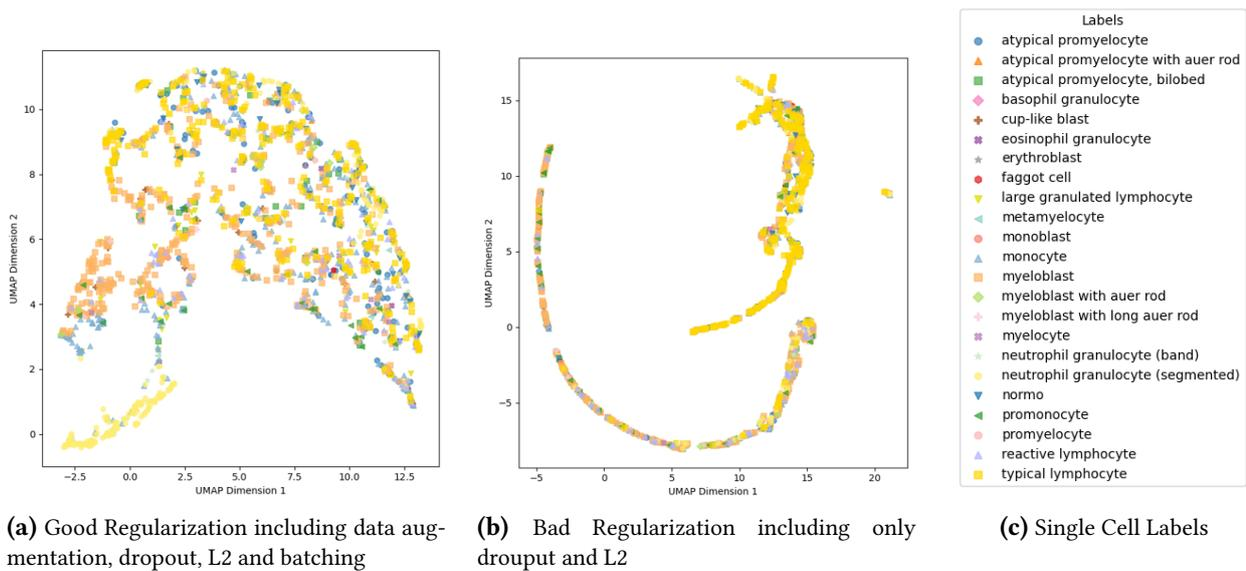 10
8
6
4
2
0
UMAP Dimension 2
−2.5
0.0
2.5
5.0
7.5
10.0
12.5
UMAP Dimension 1
15
10
5
0
−5
UMAP Dimension 2
−5
0
5
10
15
20
UMAP Dimension 1
Labels
atypical promyelocyte
atypical promyelocyte with auer rod
atypical promyelocyte, bilobed
basophil granulocyte
cup-like blast
eosinophil granulocyte
erythroblast
faggot cell
large granulated lymphocyte
metamyelocyte
monoblast
monocyte
myeloblast
myeloblast with auer rod
myeloblast with long auer rod
myelocyte
neutrophil granulocyte (band)
neutrophil granulocyte (segmented)
normo
promonocyte
promyelocyte
reactive lymphocyte
typical lymphocyte
(a) Good Regularization including data aug-
mentation, dropout, L2 and batching
(b) Bad Regularization including only
drouput and L2
(c) Single Cell Labels